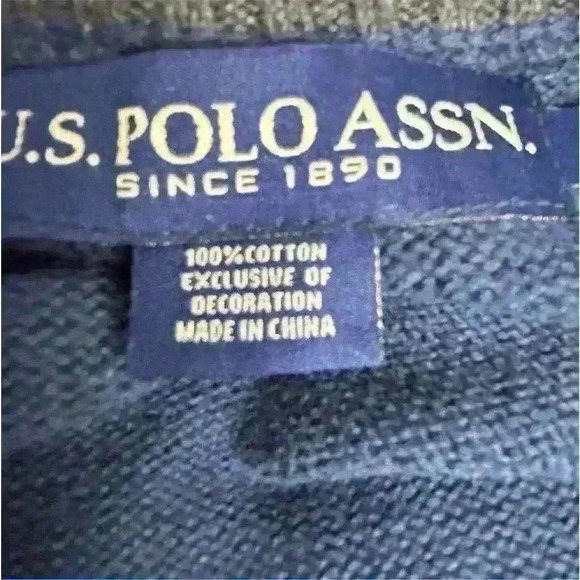 U.S. POLO ASSN.
SINCE 1890
100%COTTON
EXCLUSIVE OF
DECORATION
MADE IN CHINA